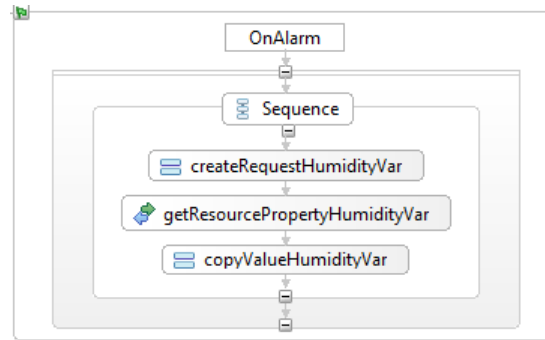 OnAlarm
Sequence
createRequestHumidityVar
getResourcePropertyHumidityVar
copyValueHumidityVar